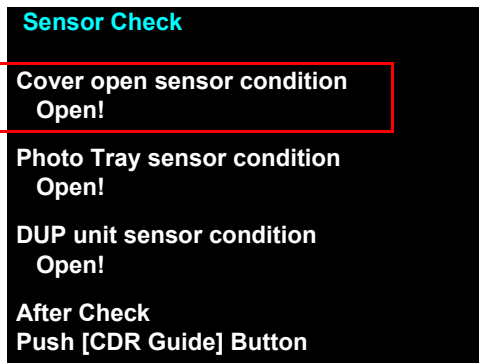 Sensor Check
Cover open sensor condition
Open!
Photo Tray sensor condition
Open!
DUP unit sensor condition
Open!
After Check
Push [CDR Guide] Button